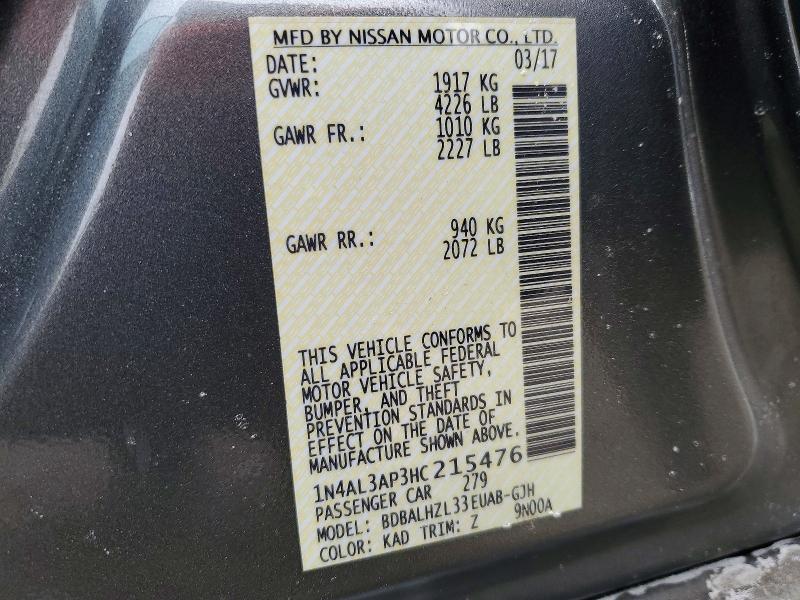 MFD BY NISSAN MOTOR CO., LTD.
DATE: 03/17
GVWR: 1917 KG
4226 LB
GAWR FR.: 1010 KG
2227 LB
GAWR RR.: 940 KG
2072 LB
THIS VEHICLE CONFORMS TO
ALL APPLICABLE FEDERAL
MOTOR VEHICLE SAFETY,
BUMPER, AND THEFT
PREVENTION STANDARDS IN
EFFECT ON THE DATE OF
MANUFACTURE SHOWN ABOVE.
1N4AL3AP3HC215476
PASSENGER CAR 279
MODEL: BDBALHZL33EUAB-GJH
COLOR: KAD TRIM: Z 9N00A